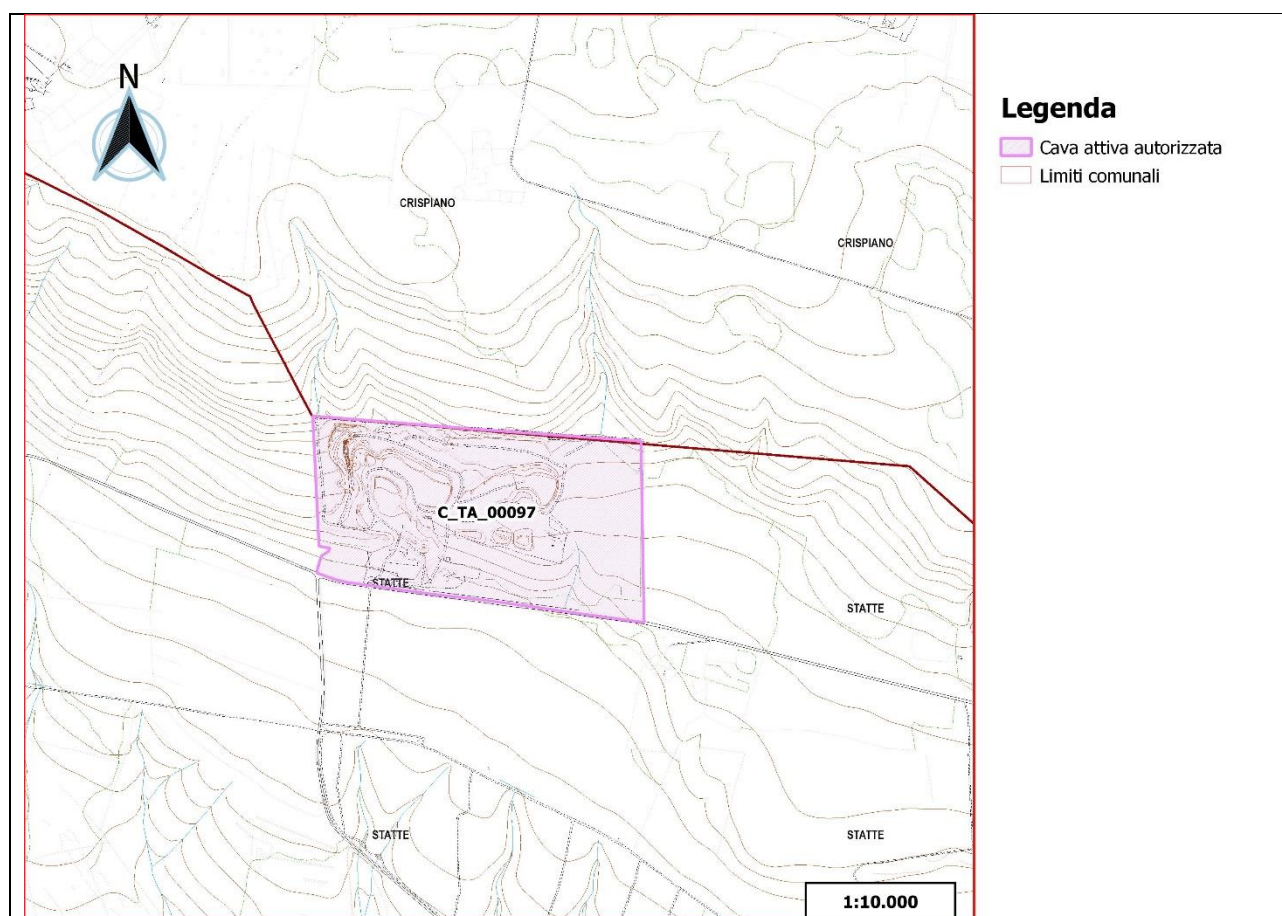 N
Legenda
Cava attiva autorizzata
Limiti comunali
CRISPIANO
CRISPIANO
C_TA_00097
STATTE
STATTE
STATTE
STATTE
1:10.000